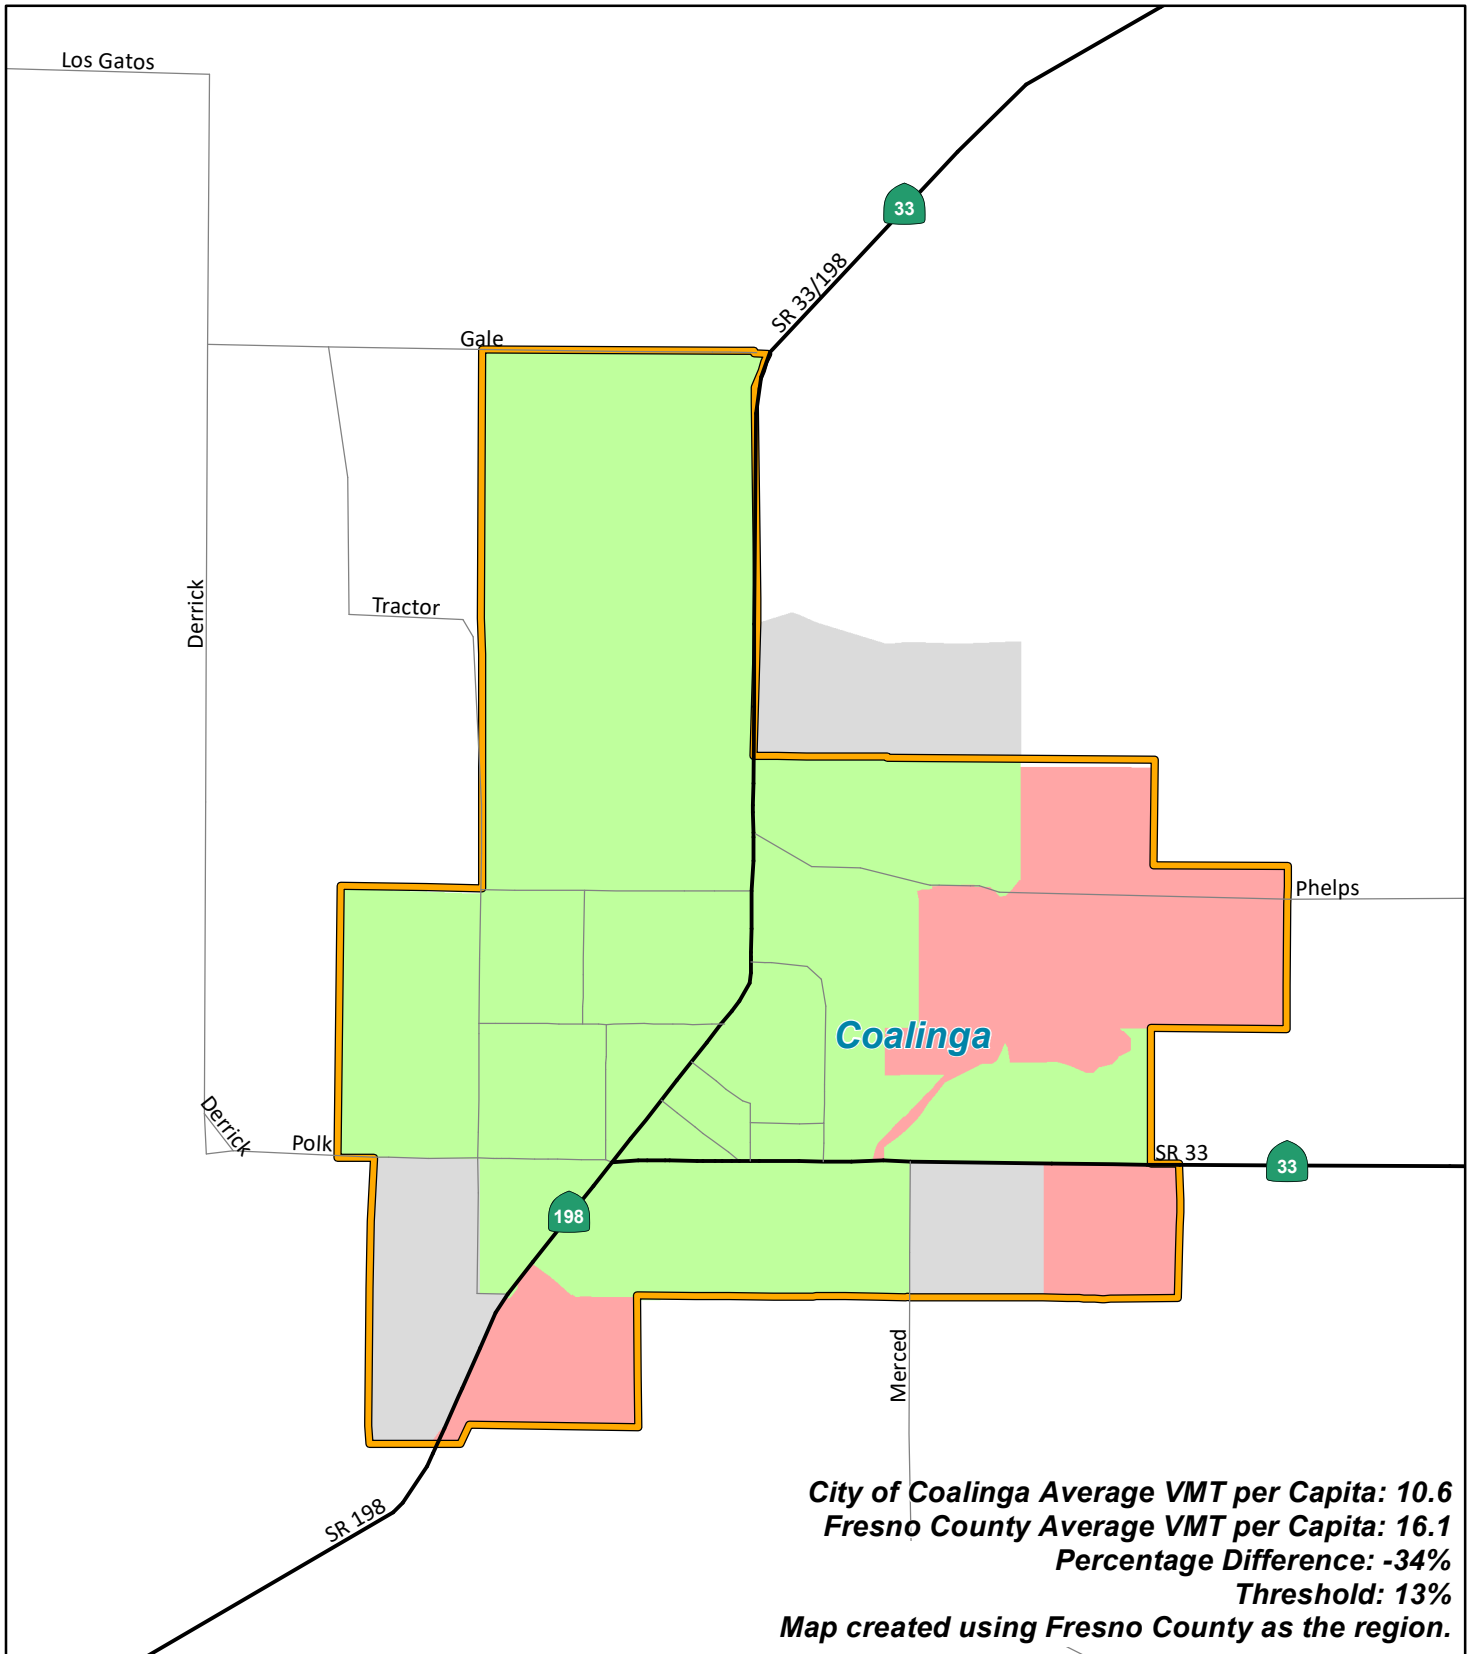 Los Gatos
33
SR 33/198
Gale
Derrick
Tractor
Phelps
Coalinga
Derrick
Polk
SR 33
33
198
Merced
SR 198
City of Coalinga Average VMT per Capita: 10.6
Fresno County Average VMT per Capita: 16.1
Percentage Difference: -34%
Threshold: 13%
Map created using Fresno County as the region.